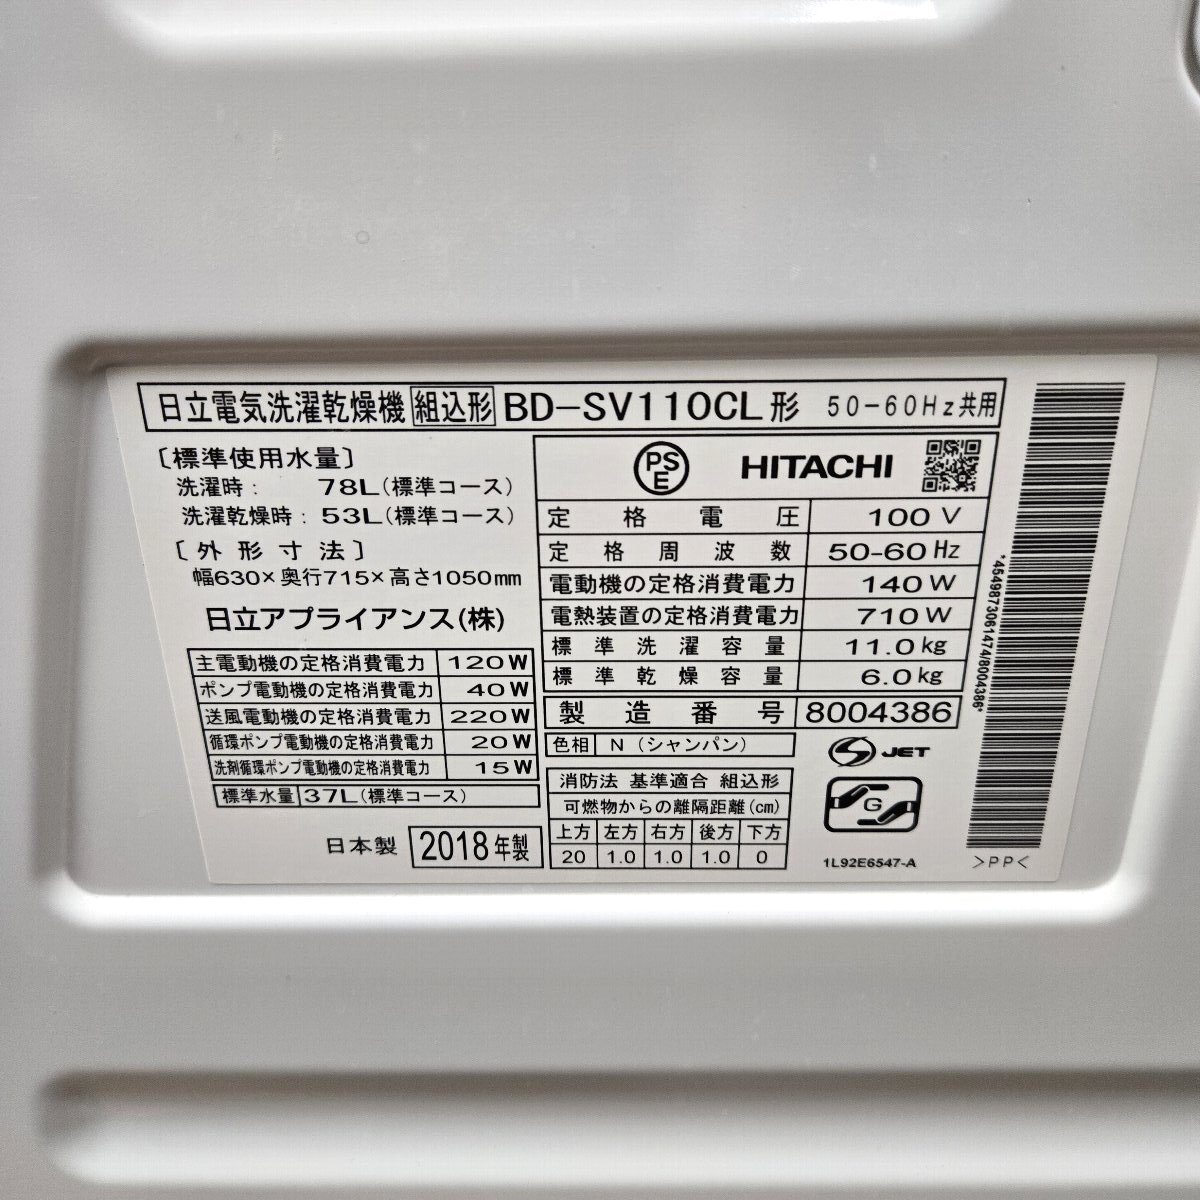 日立電気洗濯乾燥機 組込形 BD-SV110CL形 50-60Hz共用
〔標準使用水量〕
洗濯時: 78L(標準コース)
洗濯乾燥時: 53L(標準コース)
〔外形寸法〕
幅630×奥行715×高さ1050mm
日立アプライアンス(株)
主電動機の定格消費電力 120W
ポンプ電動機の定格消費電力 40W
送風電動機の定格消費電力 220W
循環ポンプ電動機の定格消費電力 20W
洗剤循環ポンプ電動機の定格消費電力 15W
標準水量 37L(標準コース)
日本製 2018年製
PS
E
HITACHI
定格電圧 100V
定格周波数 50-60Hz
電動機の定格消費電力 140W
電熱装置の定格消費電力 710W
標準洗濯容量 11.0kg
標準乾燥容量 6.0kg
製造番号 8004386
色相 N (シャンパン)
消防法 基準適合 組込形
可燃物からの離隔距離(cm)
上方 左方 右方 後方 下方
20 1.0 1.0 1.0 0
S JET
G
1L92E6547-A
>PP<
*4549873061474/8004386*